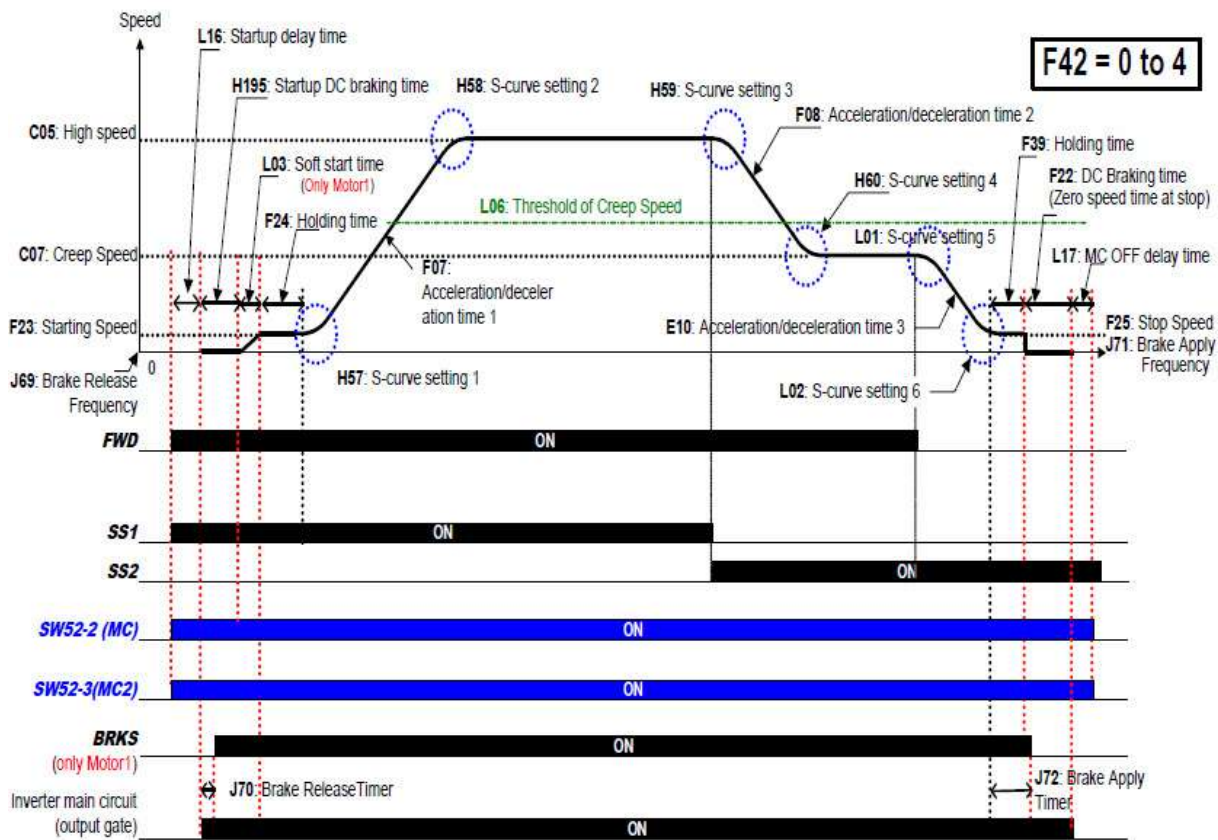 Speed
L16: Startup delay time
F42 = 0 to 4
H195: Startup DC braking time
H58: S-curve setting 2
H59: S-curve setting 3
F08: Acceleration/deceleration time 2
C05: High speed
F39: Holding time
L03: Soft start time
(Only Motor1)
F22: DC Braking time
(Zero speed time at stop)
H60: S-curve setting 4
L06: Threshold of Creep Speed
F24: Holding time
L01: S-curve setting 5
C07: Creep Speed
L17: MC OFF delay time
F07:
Acceleration/deceler
ation time 1
F23: Starting Speed
E10: Acceleration/deceleration time 3
F25: Stop Speed
J71: Brake Apply
Frequency
0
J69: Brake Release
Frequency
H57: S-curve setting 1
L02: S-curve setting 6
FWD
ON
SS1
ON
SS2
ON
SW52-2 (MC)
ON
SW52-3(MC2)
ON
BRKS
(only Motor1)
ON
J70: Brake ReleaseTimer
J72: Brake Apply
Timer
Inverter main circuit
(output gate)
ON